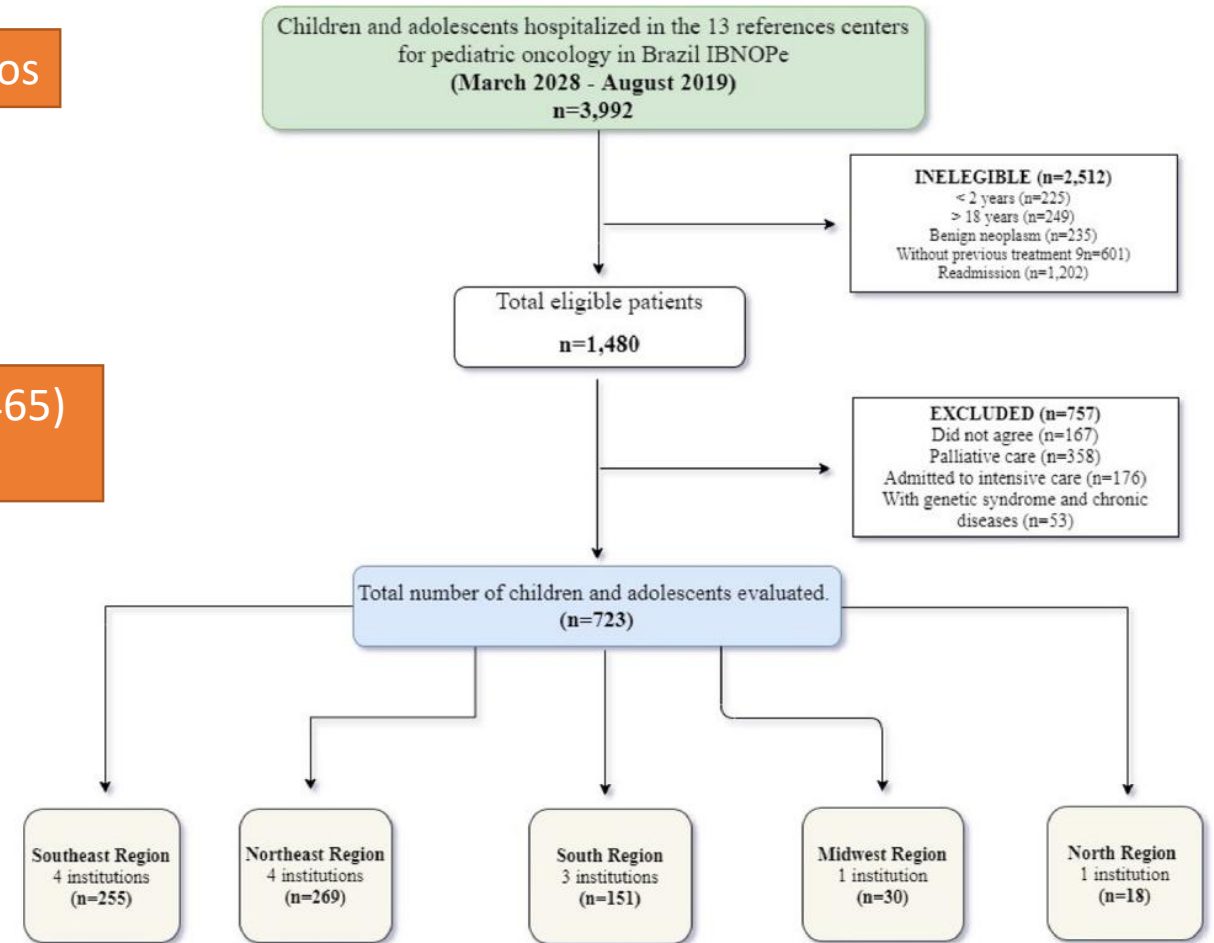 os
Children and adolescents hospitalized in the 13 references centers
for pediatric oncology in Brazil IBNOPe
(March 2028 - August 2019)
n=3,992
INELEGIBLE (n=2,512)
< 2 years (n=225)
> 18 years (n=249)
Benign neoplasm (n=235)
Without previous treatment 9n=601)
Readmission (n=1,202)
Total eligible patients
n=1,480
65)
EXCLUDED (n=757)
Did not agree (n=167)
Palliative care (n=358)
Admitted to intensive care (n=176)
With genetic syndrome and chronic
diseases (n=53)
Total number of children and adolescents evaluated.
(n=723)
Southeast Region
4 institutions
(n=255)
Northeast Region
4 institutions
(n=269)
South Region
3 institutions
(n=151)
Midwest Region
1 institution
(n=30)
North Region
1 institution
(n=18)